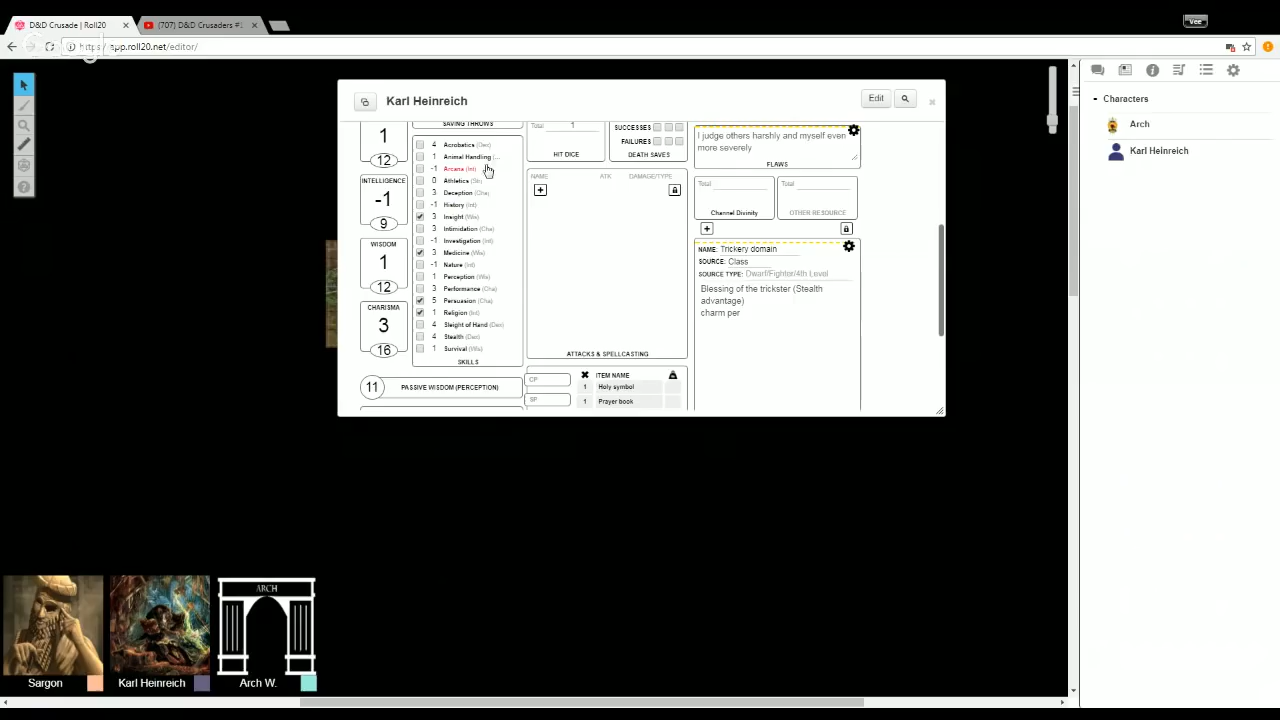 D&D Crusade | Roll20
(707) D&D Crusaders #
Vee
app.roll20.net/editor/
Karl Heinreich
Edit
SAVING THROWS
1
12
INTELLIGENCE
-1
9
WISDOM
1
12
CHARISMA
3
16
4 Acrobatics (Dex)
1 Animal Handling (...
-1 Arcana (Int)
0 Athletics (Str)
3 Deception (Cha)
-1 History (Int)
3 Insight (Wis)
3 Intimidation (Cha)
-1 Investigation (Int)
3 Medicine (Wis)
-1 Nature (Int)
1 Perception (Wis)
3 Performance (Cha)
5 Persuasion (Cha)
1 Religion (Int)
4 Sleight of Hand (Dex)
4 Stealth (Dex)
1 Survival (Wis)
SKILLS
11 PASSIVE WISDOM (PERCEPTION)
Total 1
HIT DICE
SUCCESSES
FAILURES
DEATH SAVES
NAME ATK DAMAGE/TYPE
ATTACKS & SPELLCASTING
CP
SP
ITEM NAME
1 Holy symbol
1 Prayer book
I judge others harshly and myself even
more severely
FLAWS
Total
Channel Divinity
Total
OTHER RESOURCE
NAME: Trickery domain
SOURCE: Class
SOURCE TYPE: Dwarf/Fighter/4th Level
Blessing of the trickster (Stealth
advantage)
charm per
Characters
Arch
Karl Heinreich
ARCH
Sargon
Karl Heinreich
Arch W.